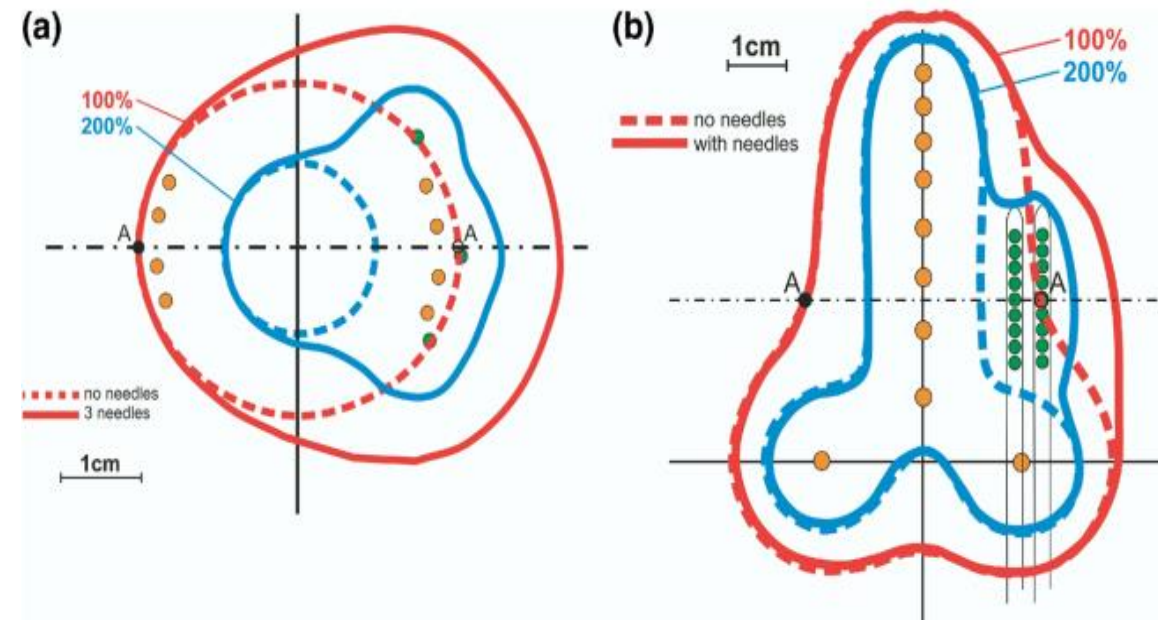 (a)
100%
200%
A
A
no needles
3 needles
1cm
(b)
1cm
100%
200%
no needles
with needles
A
A